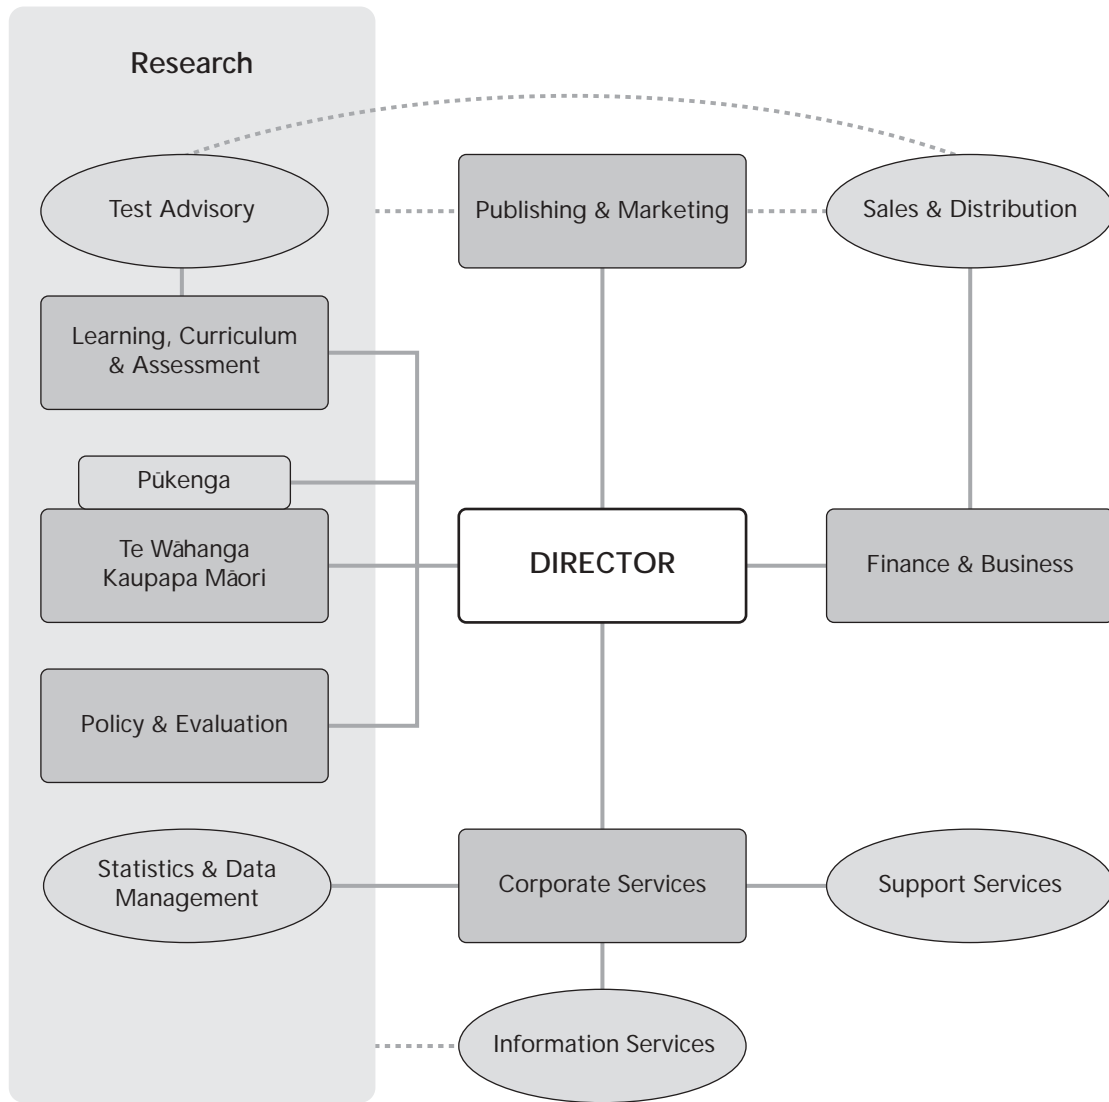 Research
Test Advisory
Publishing & Marketing
Sales & Distribution
Learning, Curriculum
& Assessment
Pūkenga
Te Wāhanga
Kaupapa Māori
DIRECTOR
Finance & Business
Policy & Evaluation
Statistics & Data
Management
Corporate Services
Support Services
Information Services